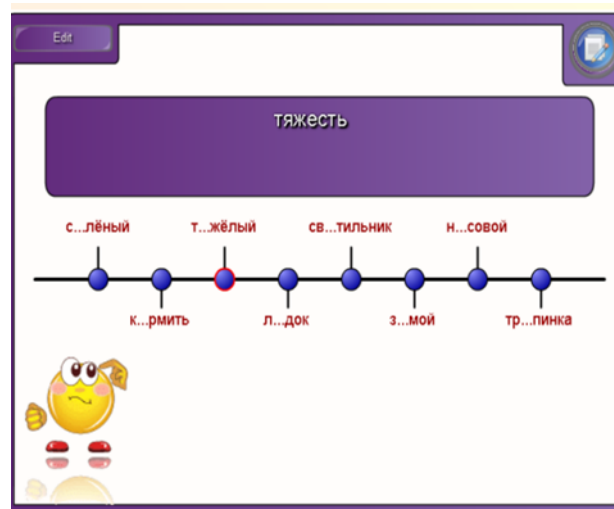 Edit
тяжесть
с...лёный т...жёлый св...тильник н...совой
к...рмить л...док з...мой тр...пинка